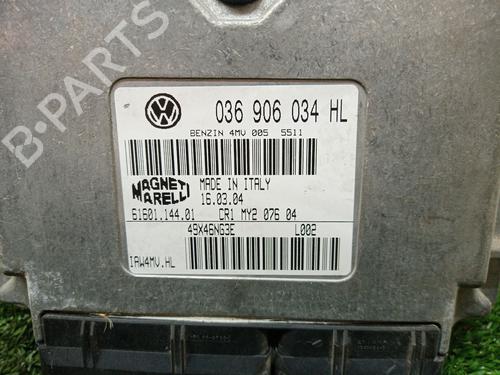 036 906 034 HL
BENZIN 4MV 005 5511
MAGNETI MARELLI
MADE IN ITALY
16.03.04
61601.144.01 CR1 MY2 076 04
49X46NG3E L002
IAW4MV.HL
B-PARTS